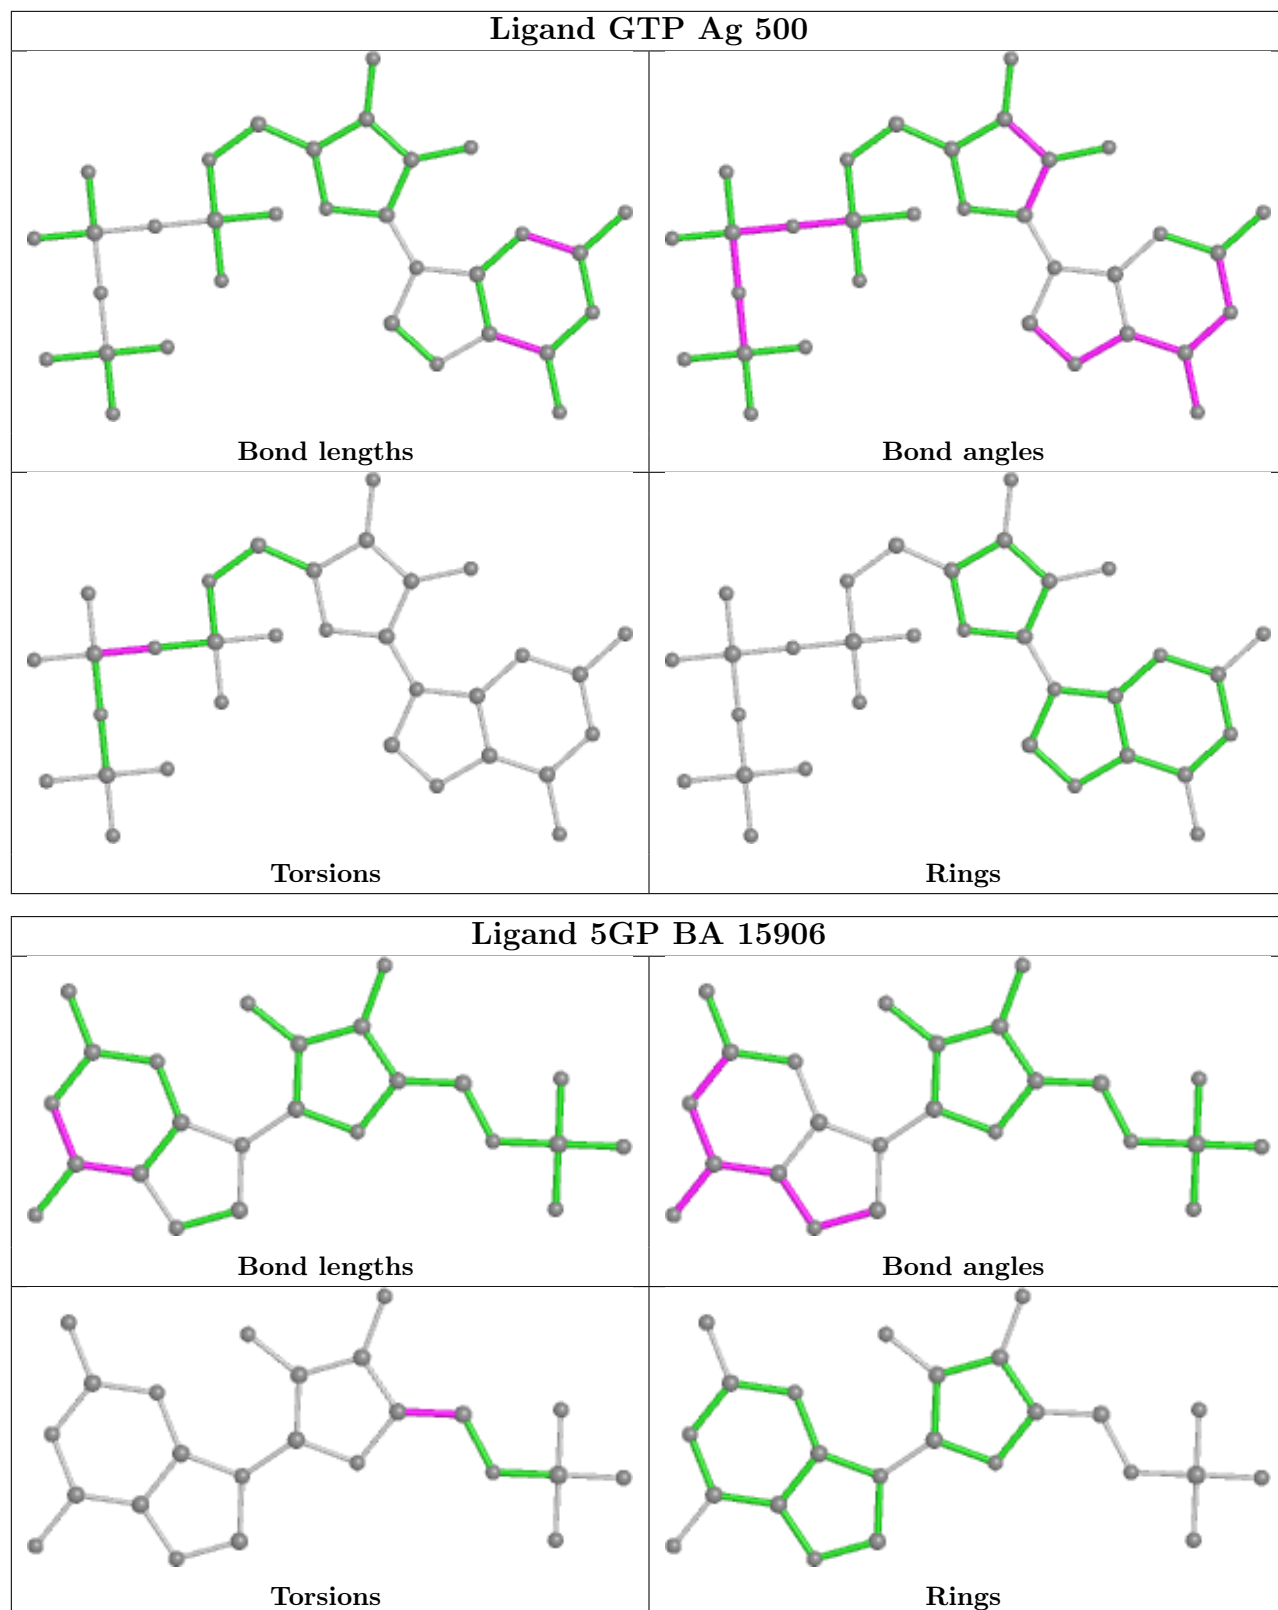 Ligand GTP Ag 500
Bond lengths
Bond angles
Torsions
Rings
Ligand 5GP BA 15906
Bond lengths
Bond angles
Torsions
Rings